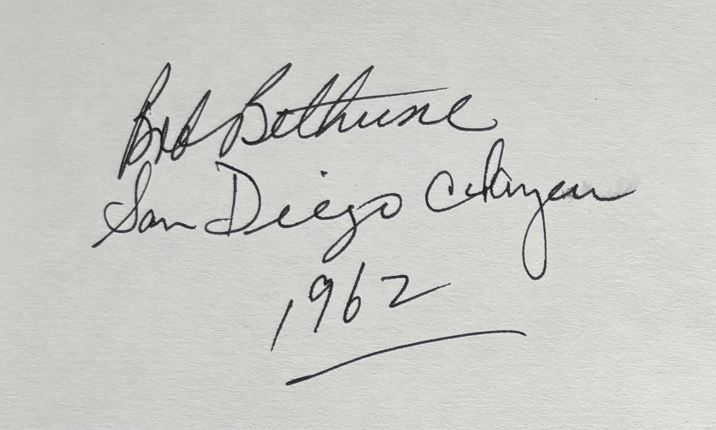 Bob Bethune
San Diego Chargers
1962